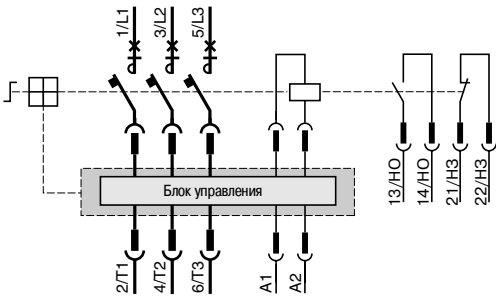 1/L1
3/L2
5/L3
Блок управления
13/НО
14/НО
21/НЗ
22/НЗ
2/T1
4/T2
6/T3
A1
A2